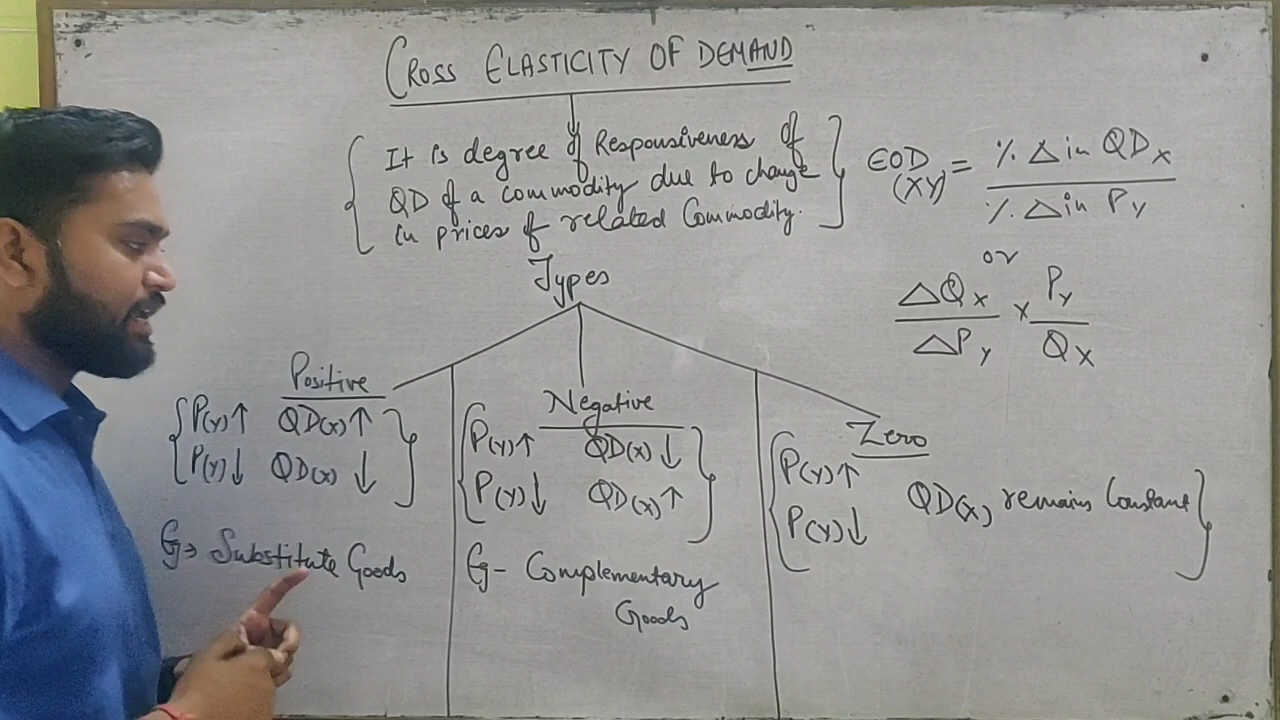 CROSS ELASTICITY OF DEMAND
It is degree of Responsiveness of
QD of a commodity due to change
in prices of related Commodity.
EOD (XY) = % Δ in QDX / % Δ in PY
or
ΔQX / ΔPY × PY / QX
Types
Positive
P(Y)↑ QD(X)↑
P(Y)↓ QD(X)↓
Eg → Substitute Goods
Negative
P(Y)↑ QD(X)↓
P(Y)↓ QD(X)↑
Eg - Complementary
Goods
Zero
P(Y)↑
P(Y)↓
QD(X) remains Constant